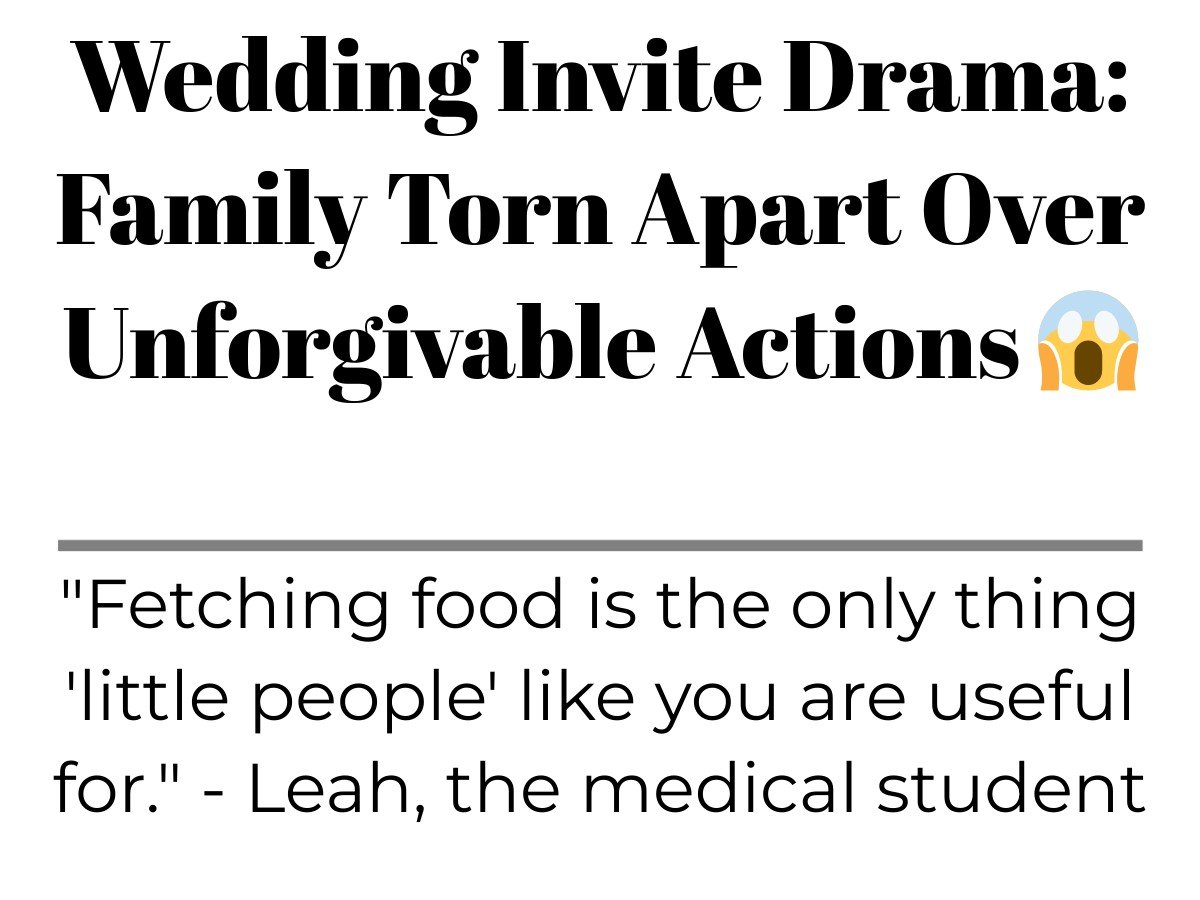 Wedding Invite Drama:
Family Torn Apart Over
Unforgivable Actions 😱
"Fetching food is the only thing
'little people' like you are useful
for." - Leah, the medical student